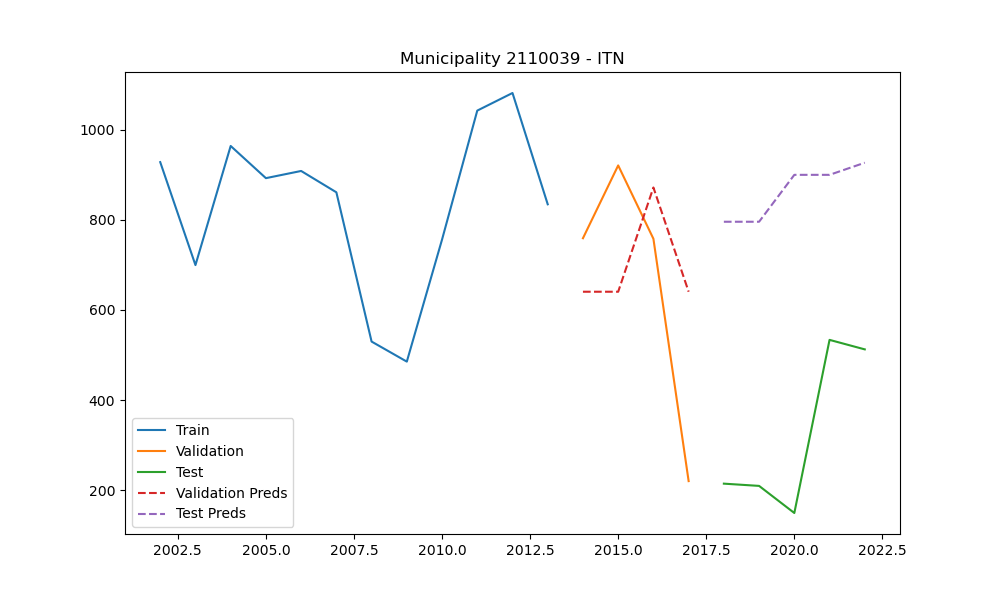 Municipality 2110039 - ITN
1000
800
600
400
200
Train
Validation
Test
Validation Preds
Test Preds
2002.5 2005.0 2007.5 2010.0 2012.5 2015.0 2017.5 2020.0 2022.5